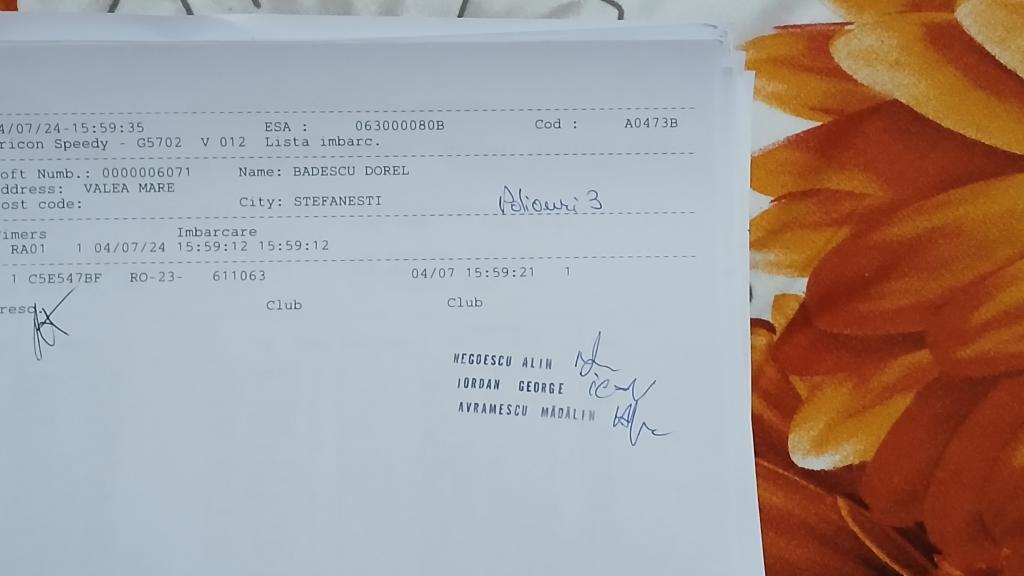 4/07/24-15:59:35 ESA : 063000080B Cod : A0473B
ricon Speedy - G5702 V 012 Lista imbarc.
oft Numb.: 0000006071 Name: BADESCU DOREL
ddress: VALEA MARE
ost code: City: STEFANESTI 3
imers Imbarcare
RA01 1 04/07/24 15:59:12 15:59:12
1 C5E547BF RO-23- 611063 04/07 15:59:21 1
resc Club Club
NEGOESCU ALIN
IORDAN GEORGE
AVRAMESCU MĂDĂLIN